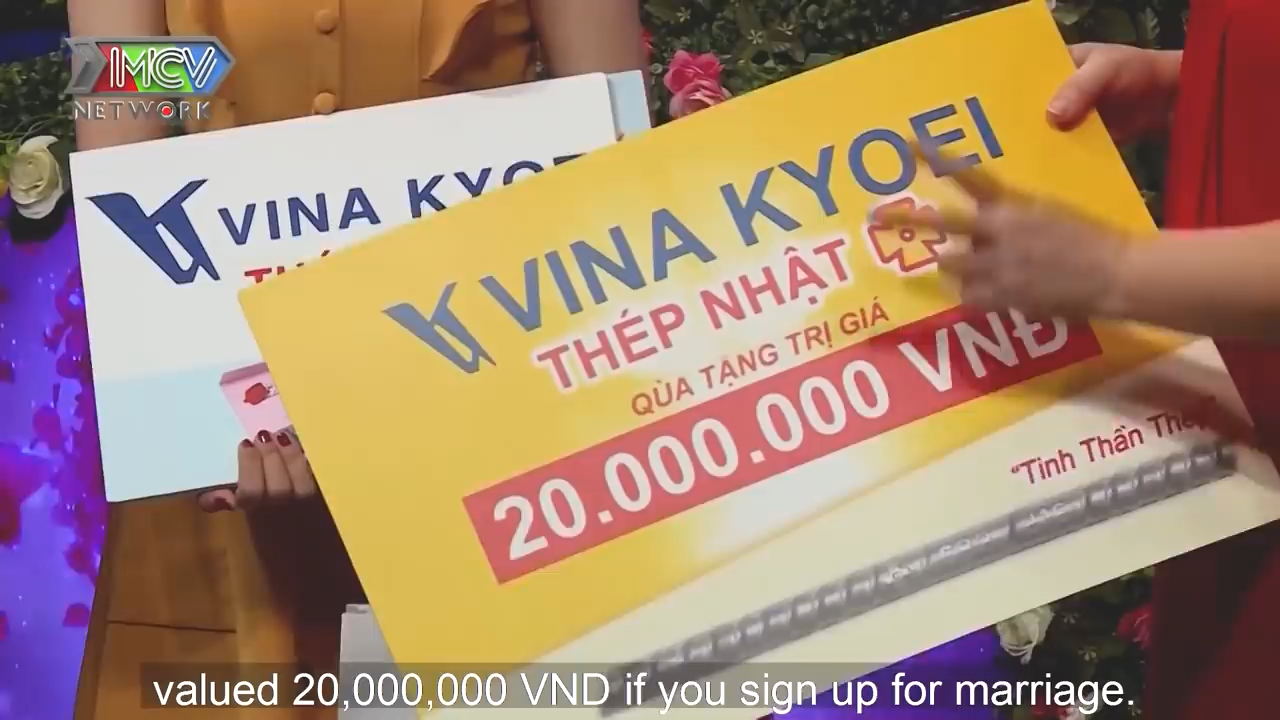 MCV
NETWORK
VINA KYOEI
VINA KYOEI
THÉP NHẬT
QÙA TẶNG TRỊ GIÁ
20.000.000 VNĐ
“Tinh Thần Thép”
valued 20,000,000 VND if you sign up for marriage.